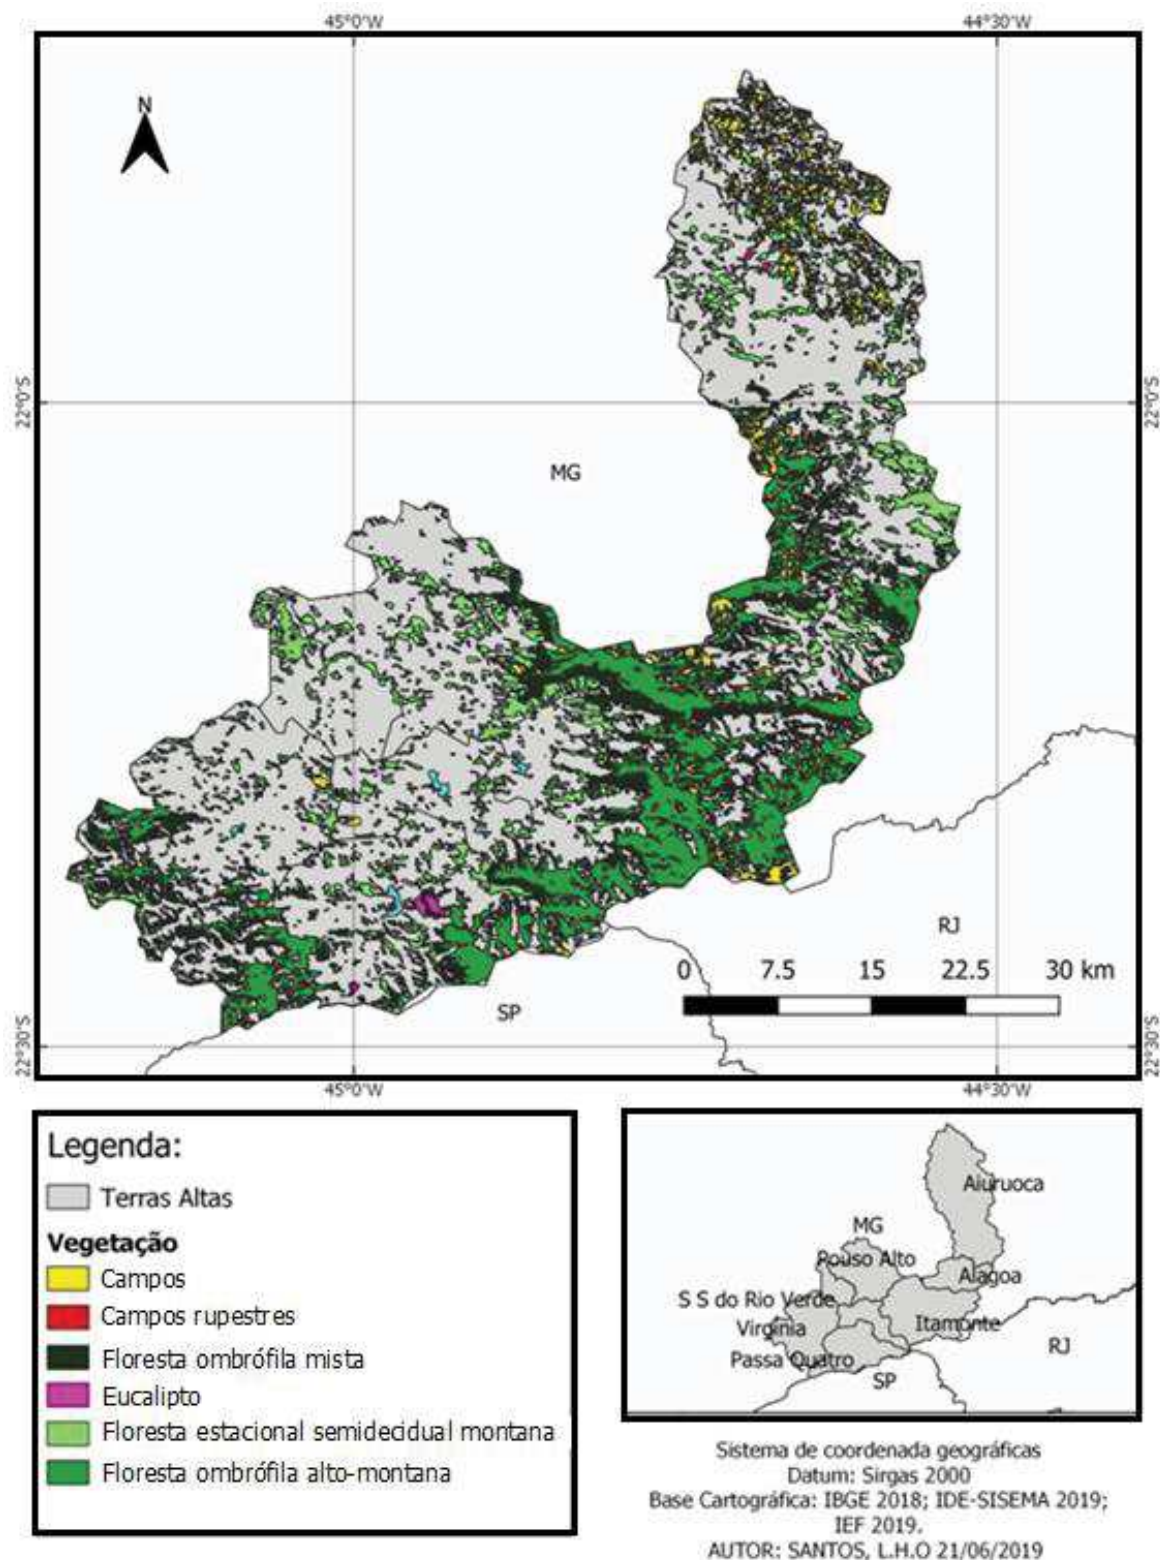 45°0'W
44°30'W
N
22°0'S
22°0'S
MG
RJ
0 7.5 15 22.5 30 km
SP
22°30'S
22°30'S
45°0'W
44°30'W
Legenda:
Terras Altas
Vegetação
Campos
Campos rupestres
Floresta ombrófila mista
Eucalipto
Floresta estacional semidecidual montana
Floresta ombrófila alto-montana
Aiuruoca
MG
Pouso Alto
Alagoa
S S do Rio Verde
Itamonte
Virgínia
RJ
Passa Quatro
SP
Sistema de coordenada geográficas
Datum: Sirgas 2000
Base Cartográfica: IBGE 2018; IDE-SISEMA 2019;
IEF 2019.
AUTOR: SANTOS, L.H.O 21/06/2019